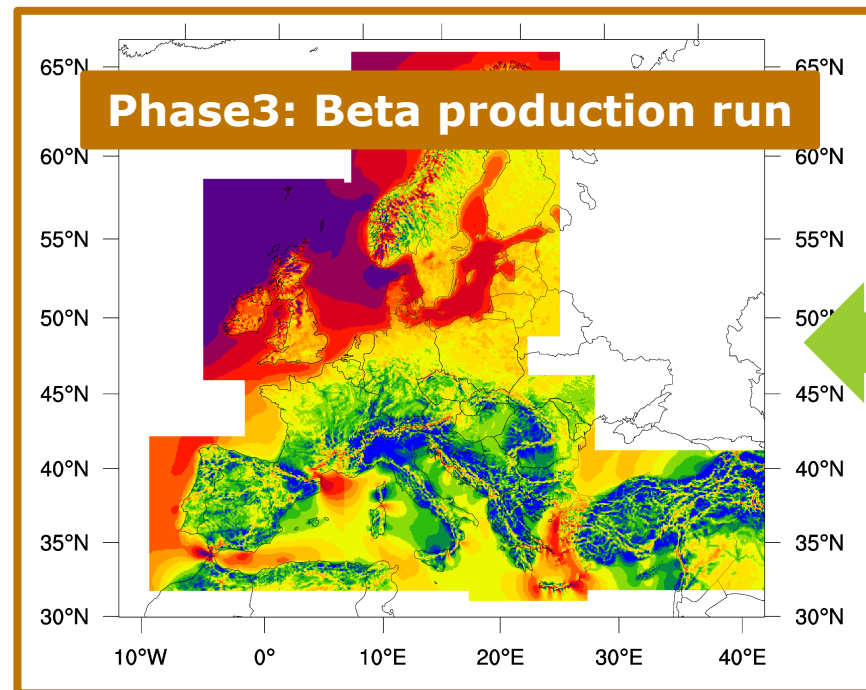 65°N 65°N
Phase3: Beta production run
60°N 60°N
55°N 55°N
50°N 50°N
45°N 45°N
40°N 40°N
35°N 35°N
30°N 30°N
10°W 0° 10°E 20°E 30°E 40°E